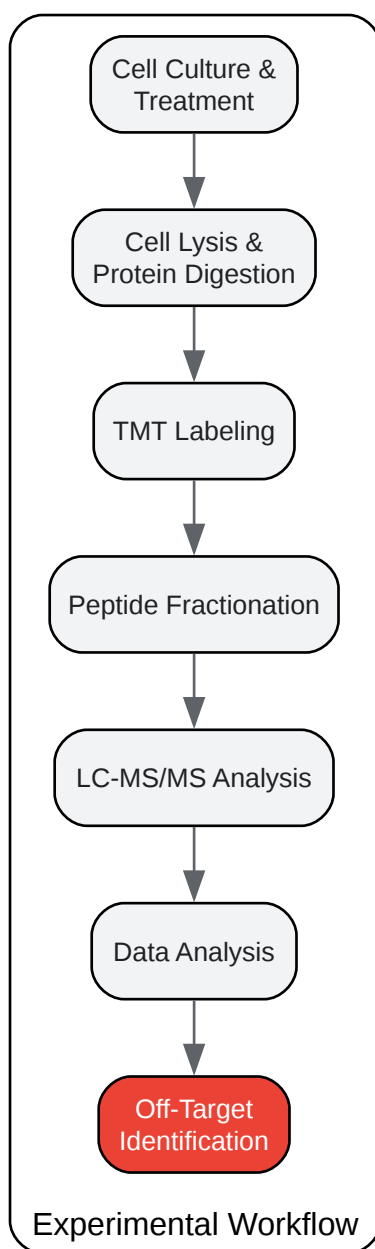 Cell Culture &
Treatment
Cell Lysis &
Protein Digestion
TMT Labeling
Peptide Fractionation
LC-MS/MS Analysis
Data Analysis
Off-Target
Identification
Experimental Workflow